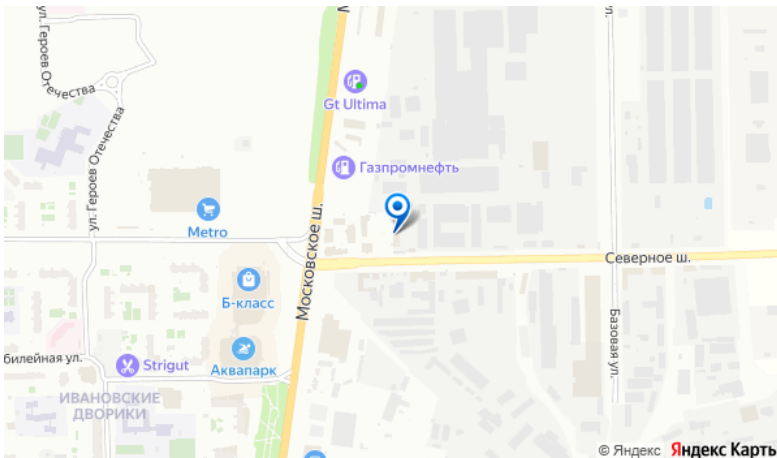 ул. Героев Отечества
ул. Героев Отечества
Gt Ultima
Газпромнефть
Metro
Московское ш.
Северное ш.
Б-класс
Базовая ул.
билейная ул.
Strigut
Аквапарк
ИВАНОВСКИЕ
ДВОРИКИ
© Яндекс Яндекс Карты